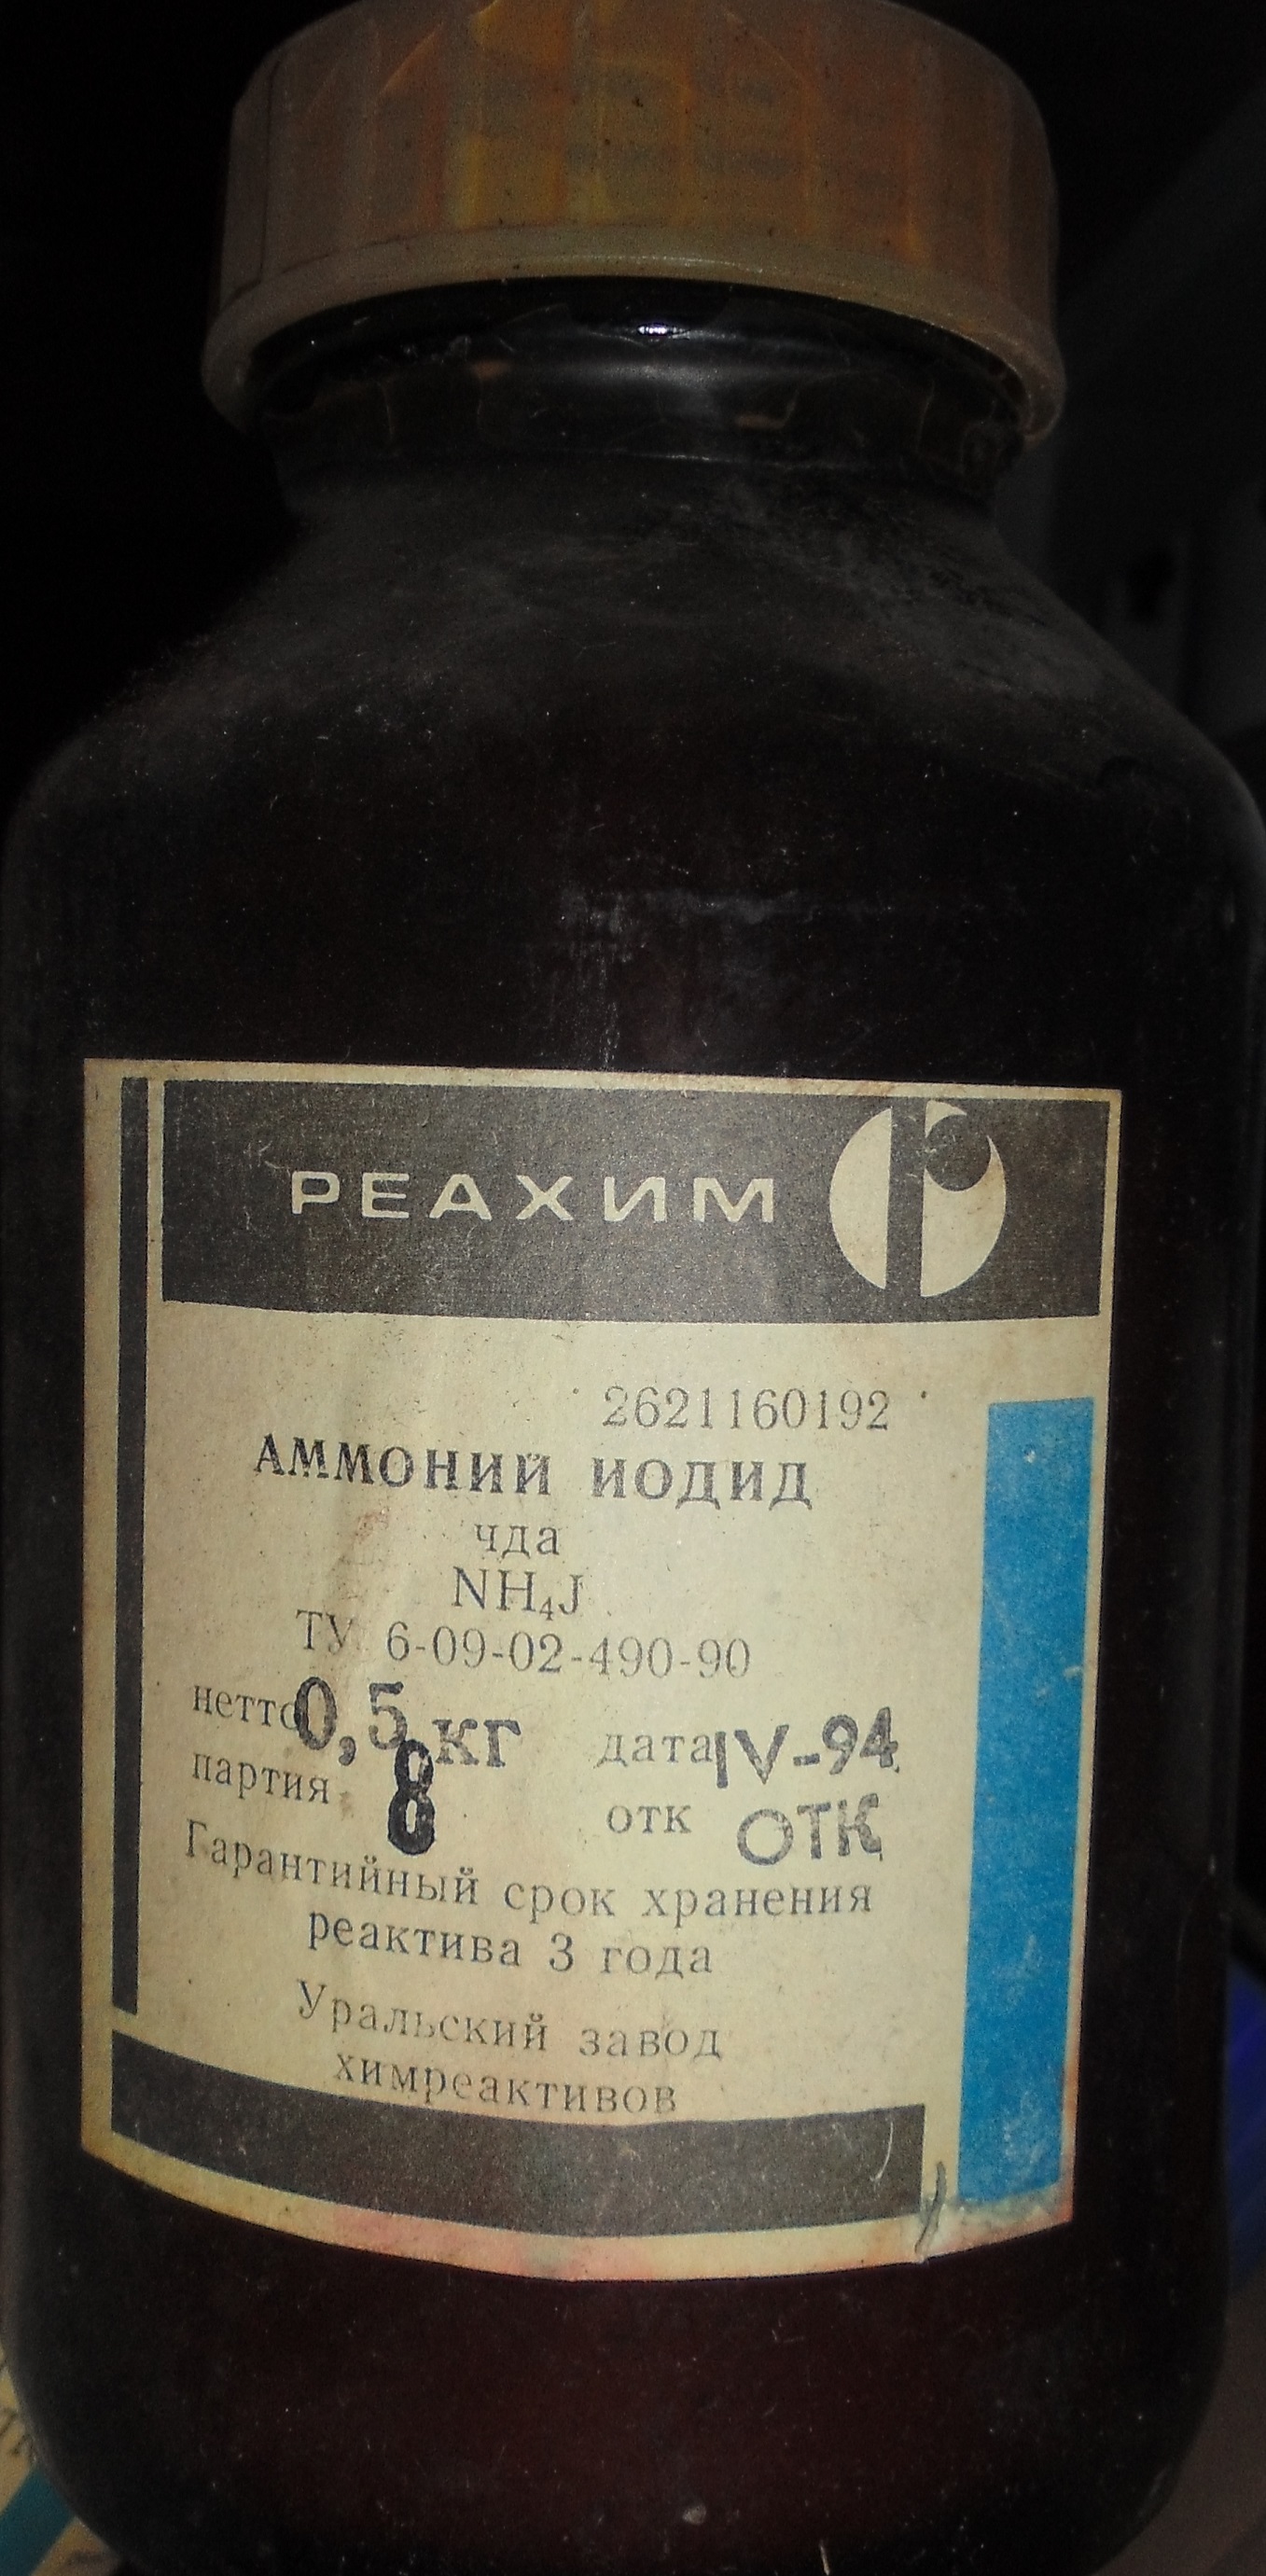 РЕАХИМ
2621160192
АММОНИЙ ИОДИД
чда
NH₄J
ТУ 6-09-02-490-90
нетто 0,5 кг дата IV-94
партия 8 отк ОТК
Гарантийный срок хранения
реактива 3 года
Уральский завод
химреактивов